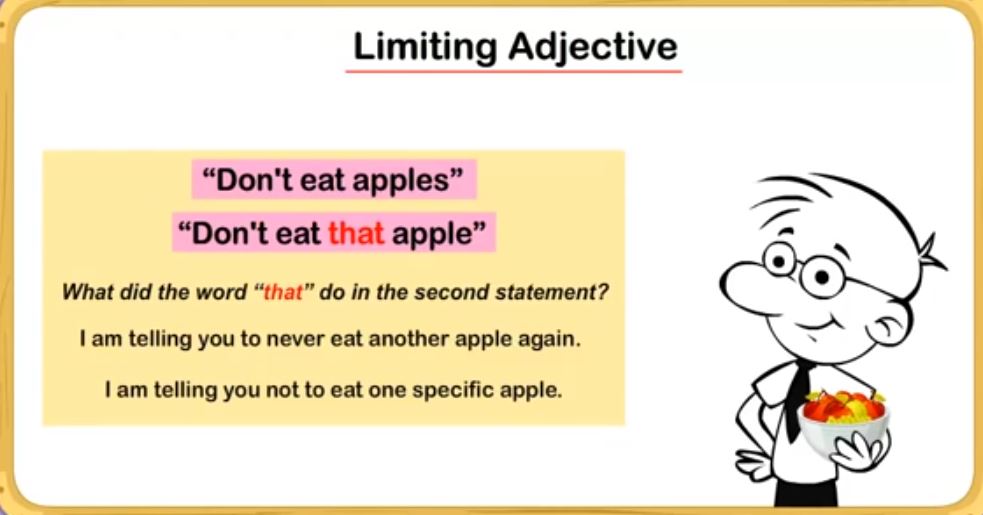 Limiting Adjective
“Don't eat apples”
“Don't eat that apple”
What did the word “that” do in the second statement?
I am telling you to never eat another apple again.
I am telling you not to eat one specific apple.